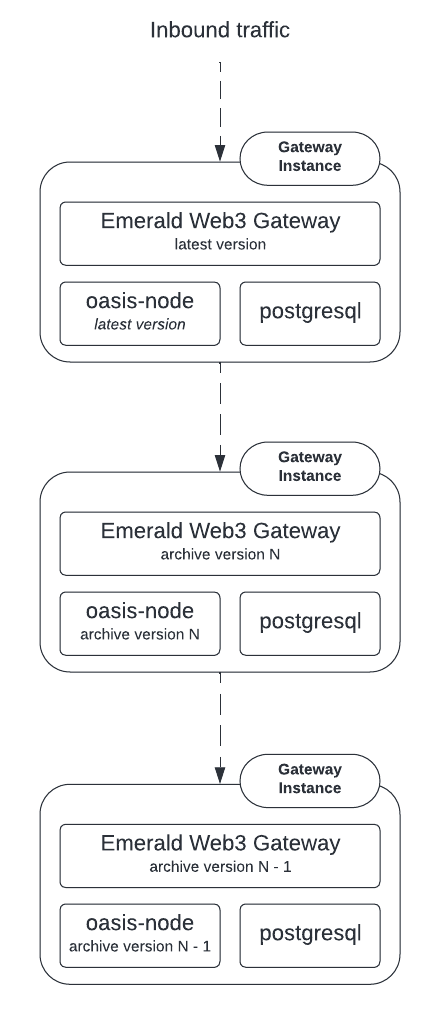 Inbound traffic
Gateway
Instance
Emerald Web3 Gateway
latest version
oasis-node
latest version
postgresql
Gateway
Instance
Emerald Web3 Gateway
archive version N
oasis-node
archive version N
postgresql
Gateway
Instance
Emerald Web3 Gateway
archive version N - 1
oasis-node
archive version N - 1
postgresql